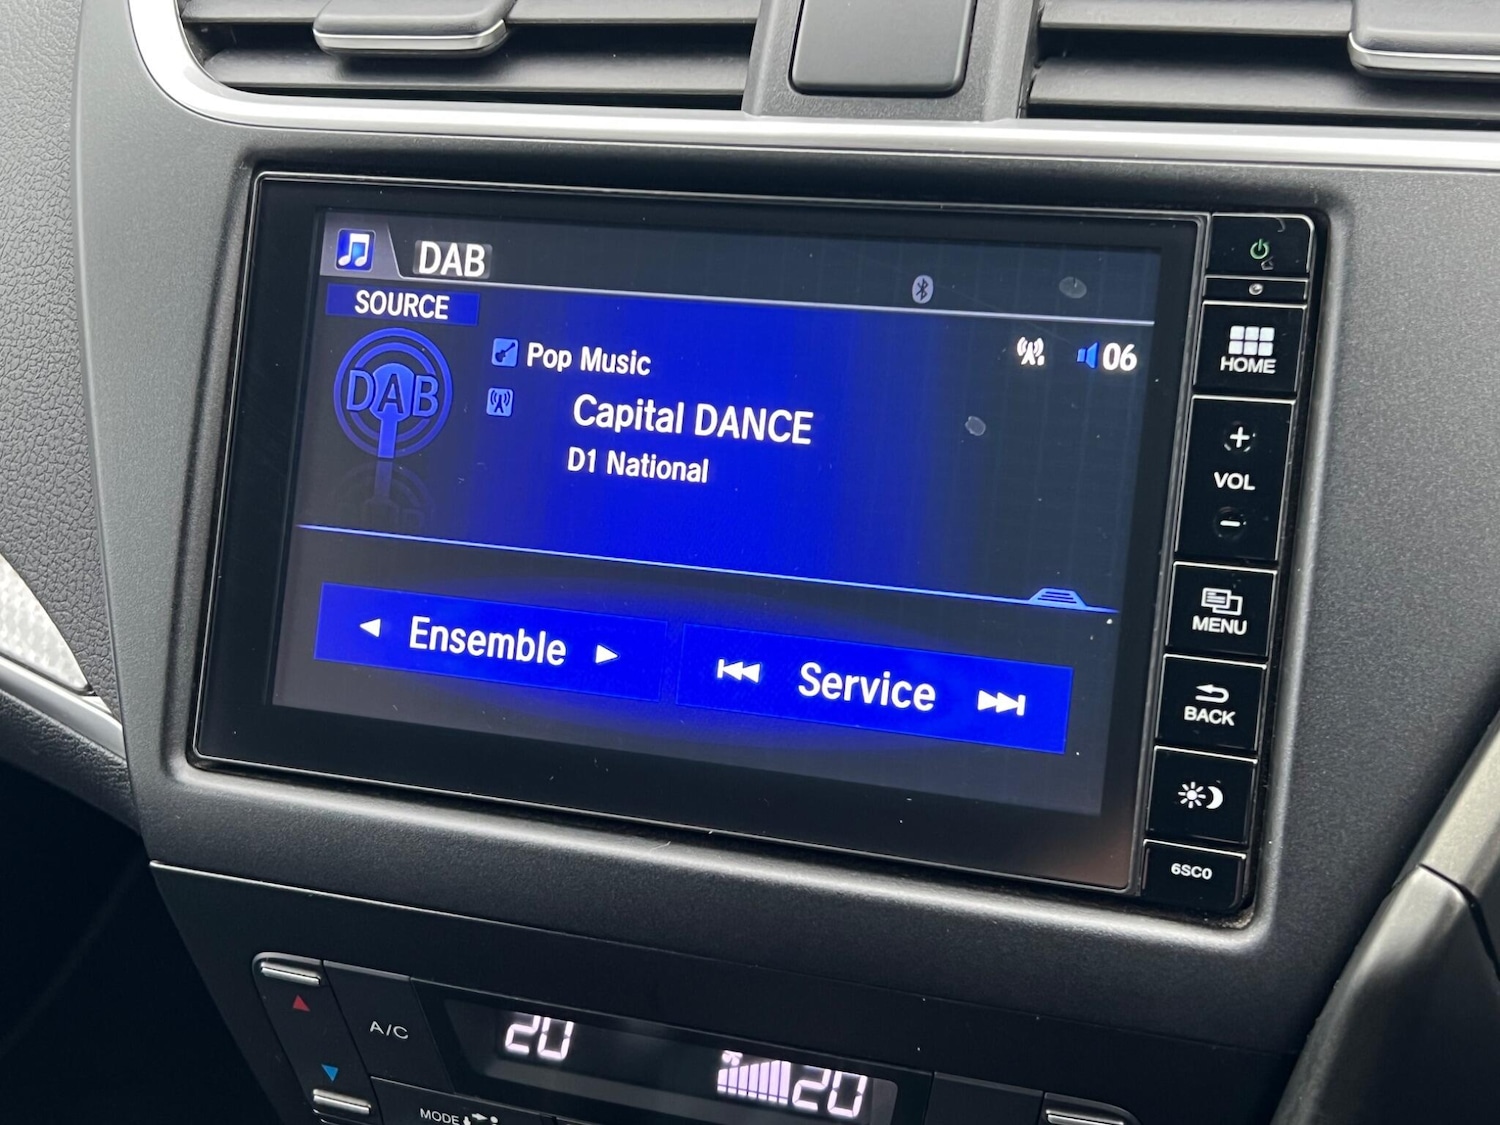 DAB
SOURCE
DAB
Pop Music
06
Capital DANCE
D1 National
Ensemble
Service
HOME
+
VOL
−
MENU
BACK
6SC0
A/C
20
20
MODE